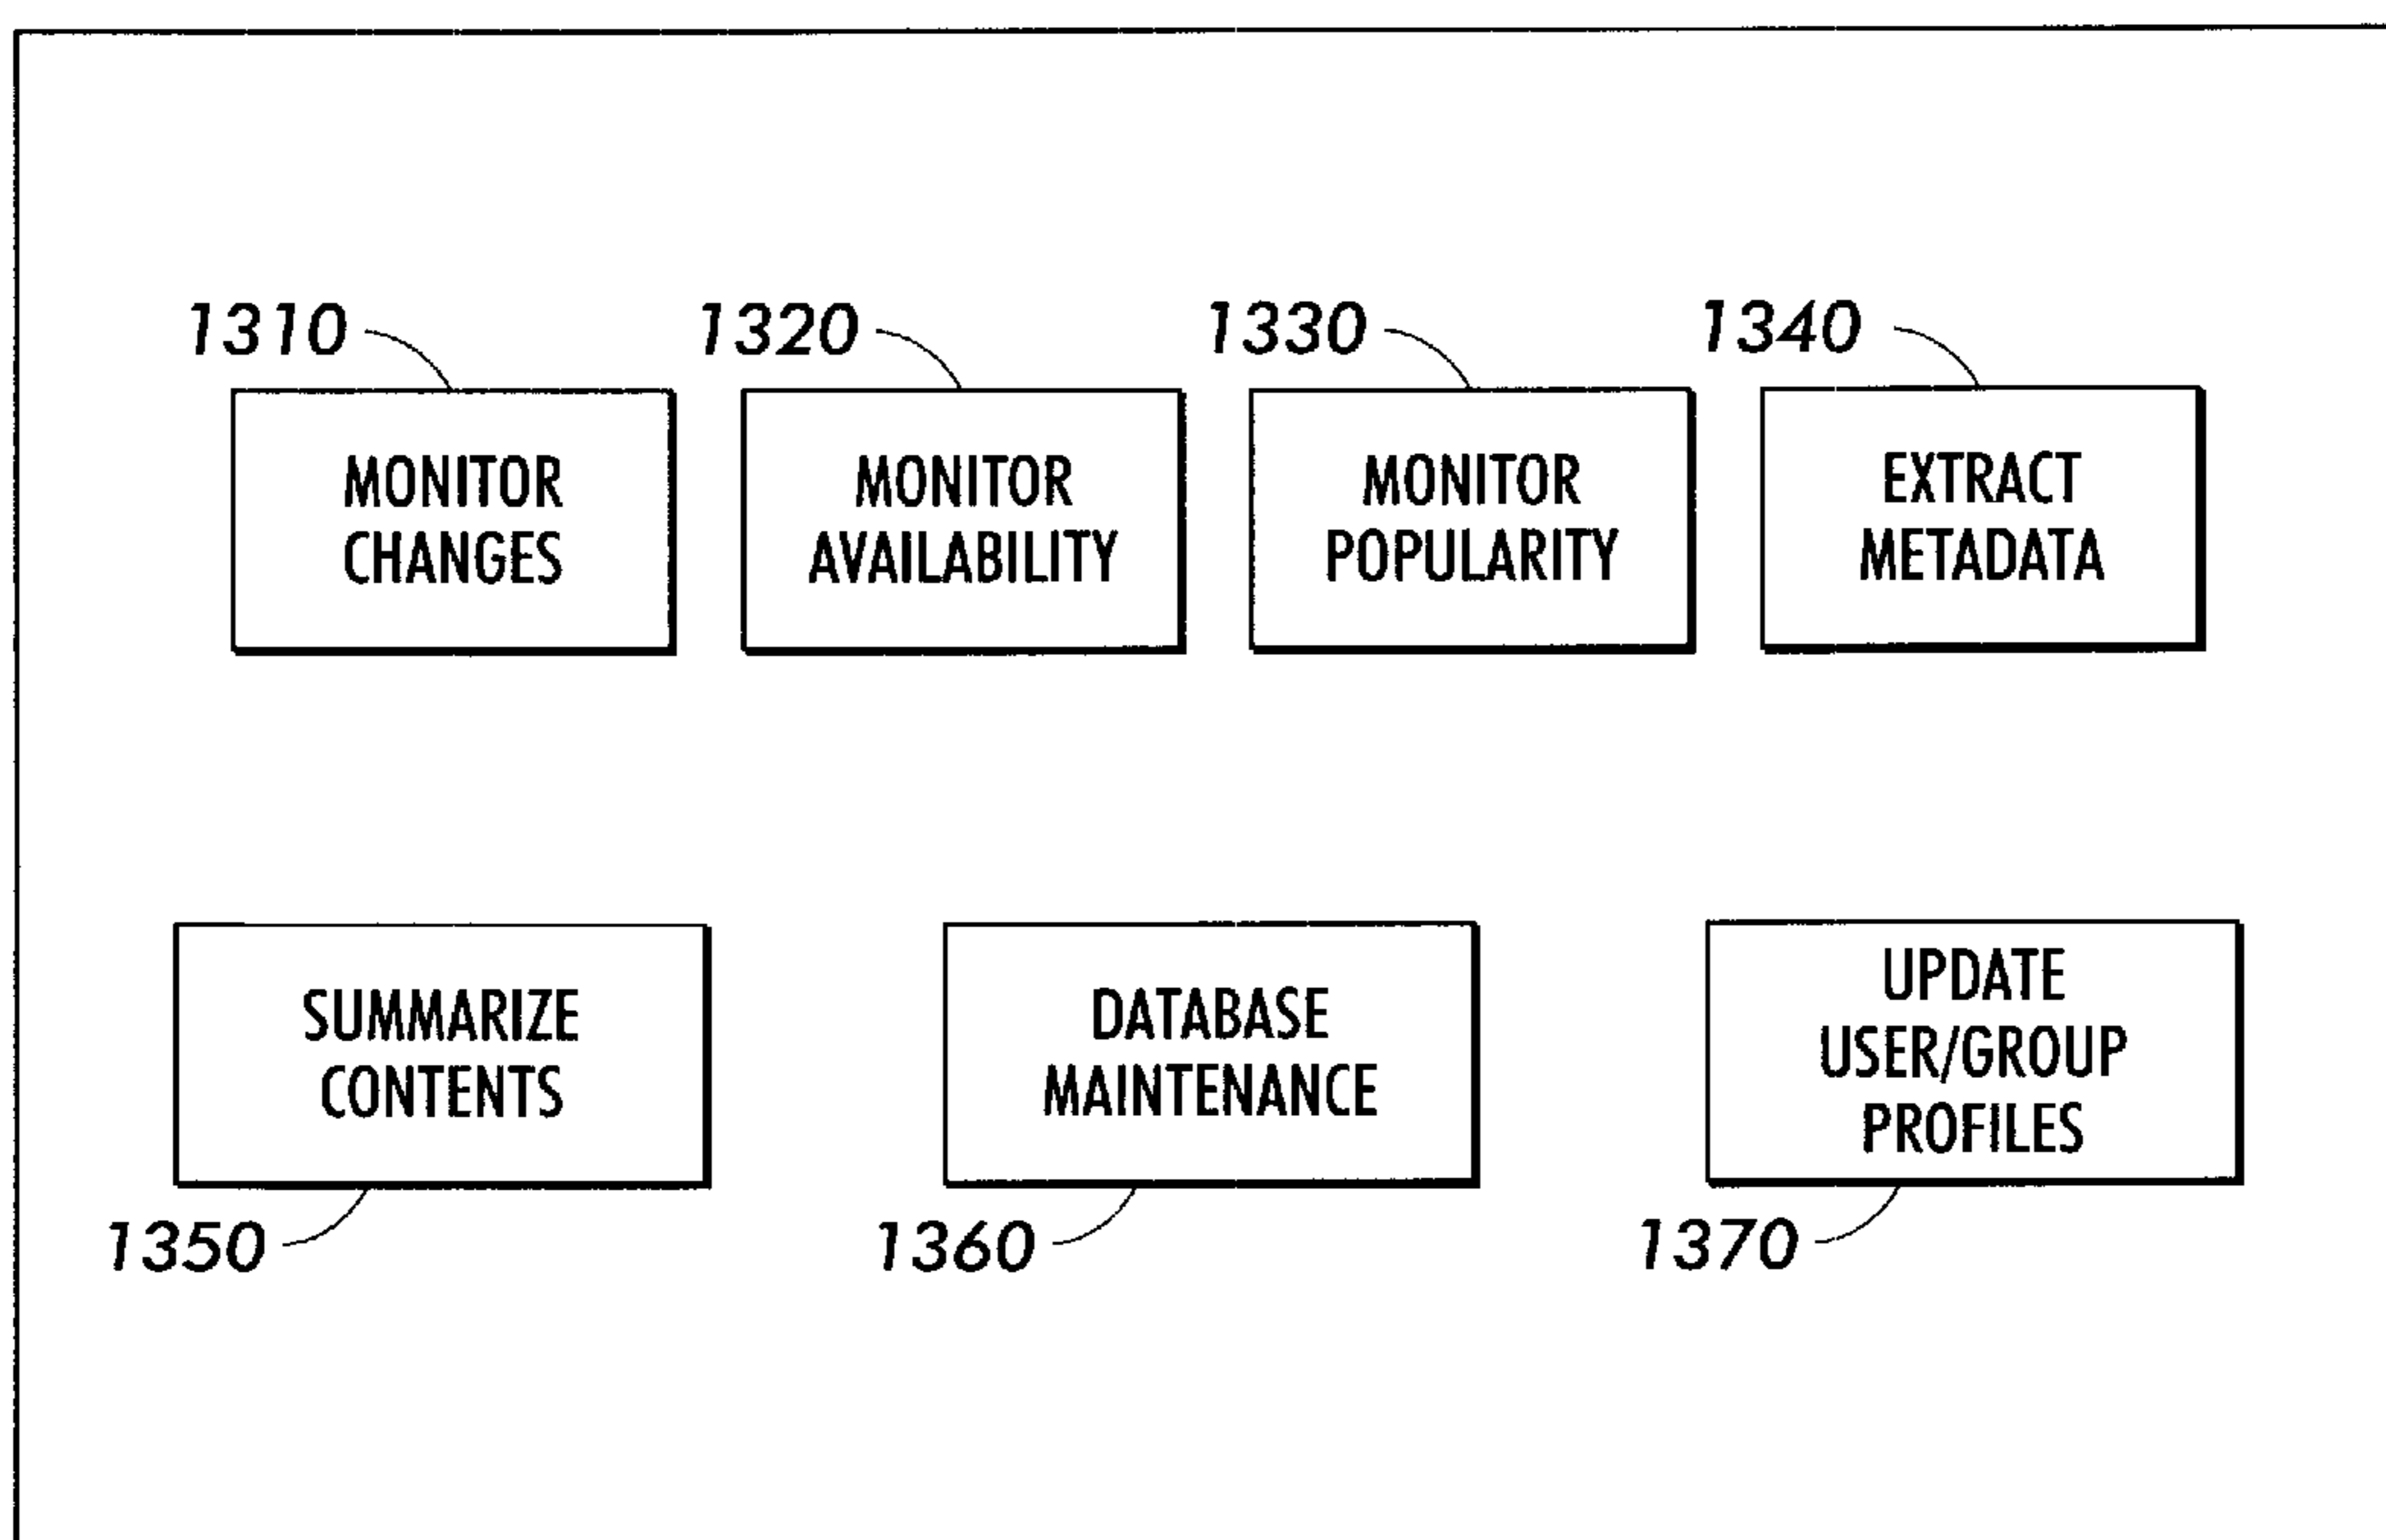 1310
1320
1330
1340
MONITOR
CHANGES
MONITOR
AVAILABILITY
MONITOR
POPULARITY
EXTRACT
METADATA
SUMMARIZE
CONTENTS
DATABASE
MAINTENANCE
UPDATE
USER/GROUP
PROFILES
1350
1360
1370